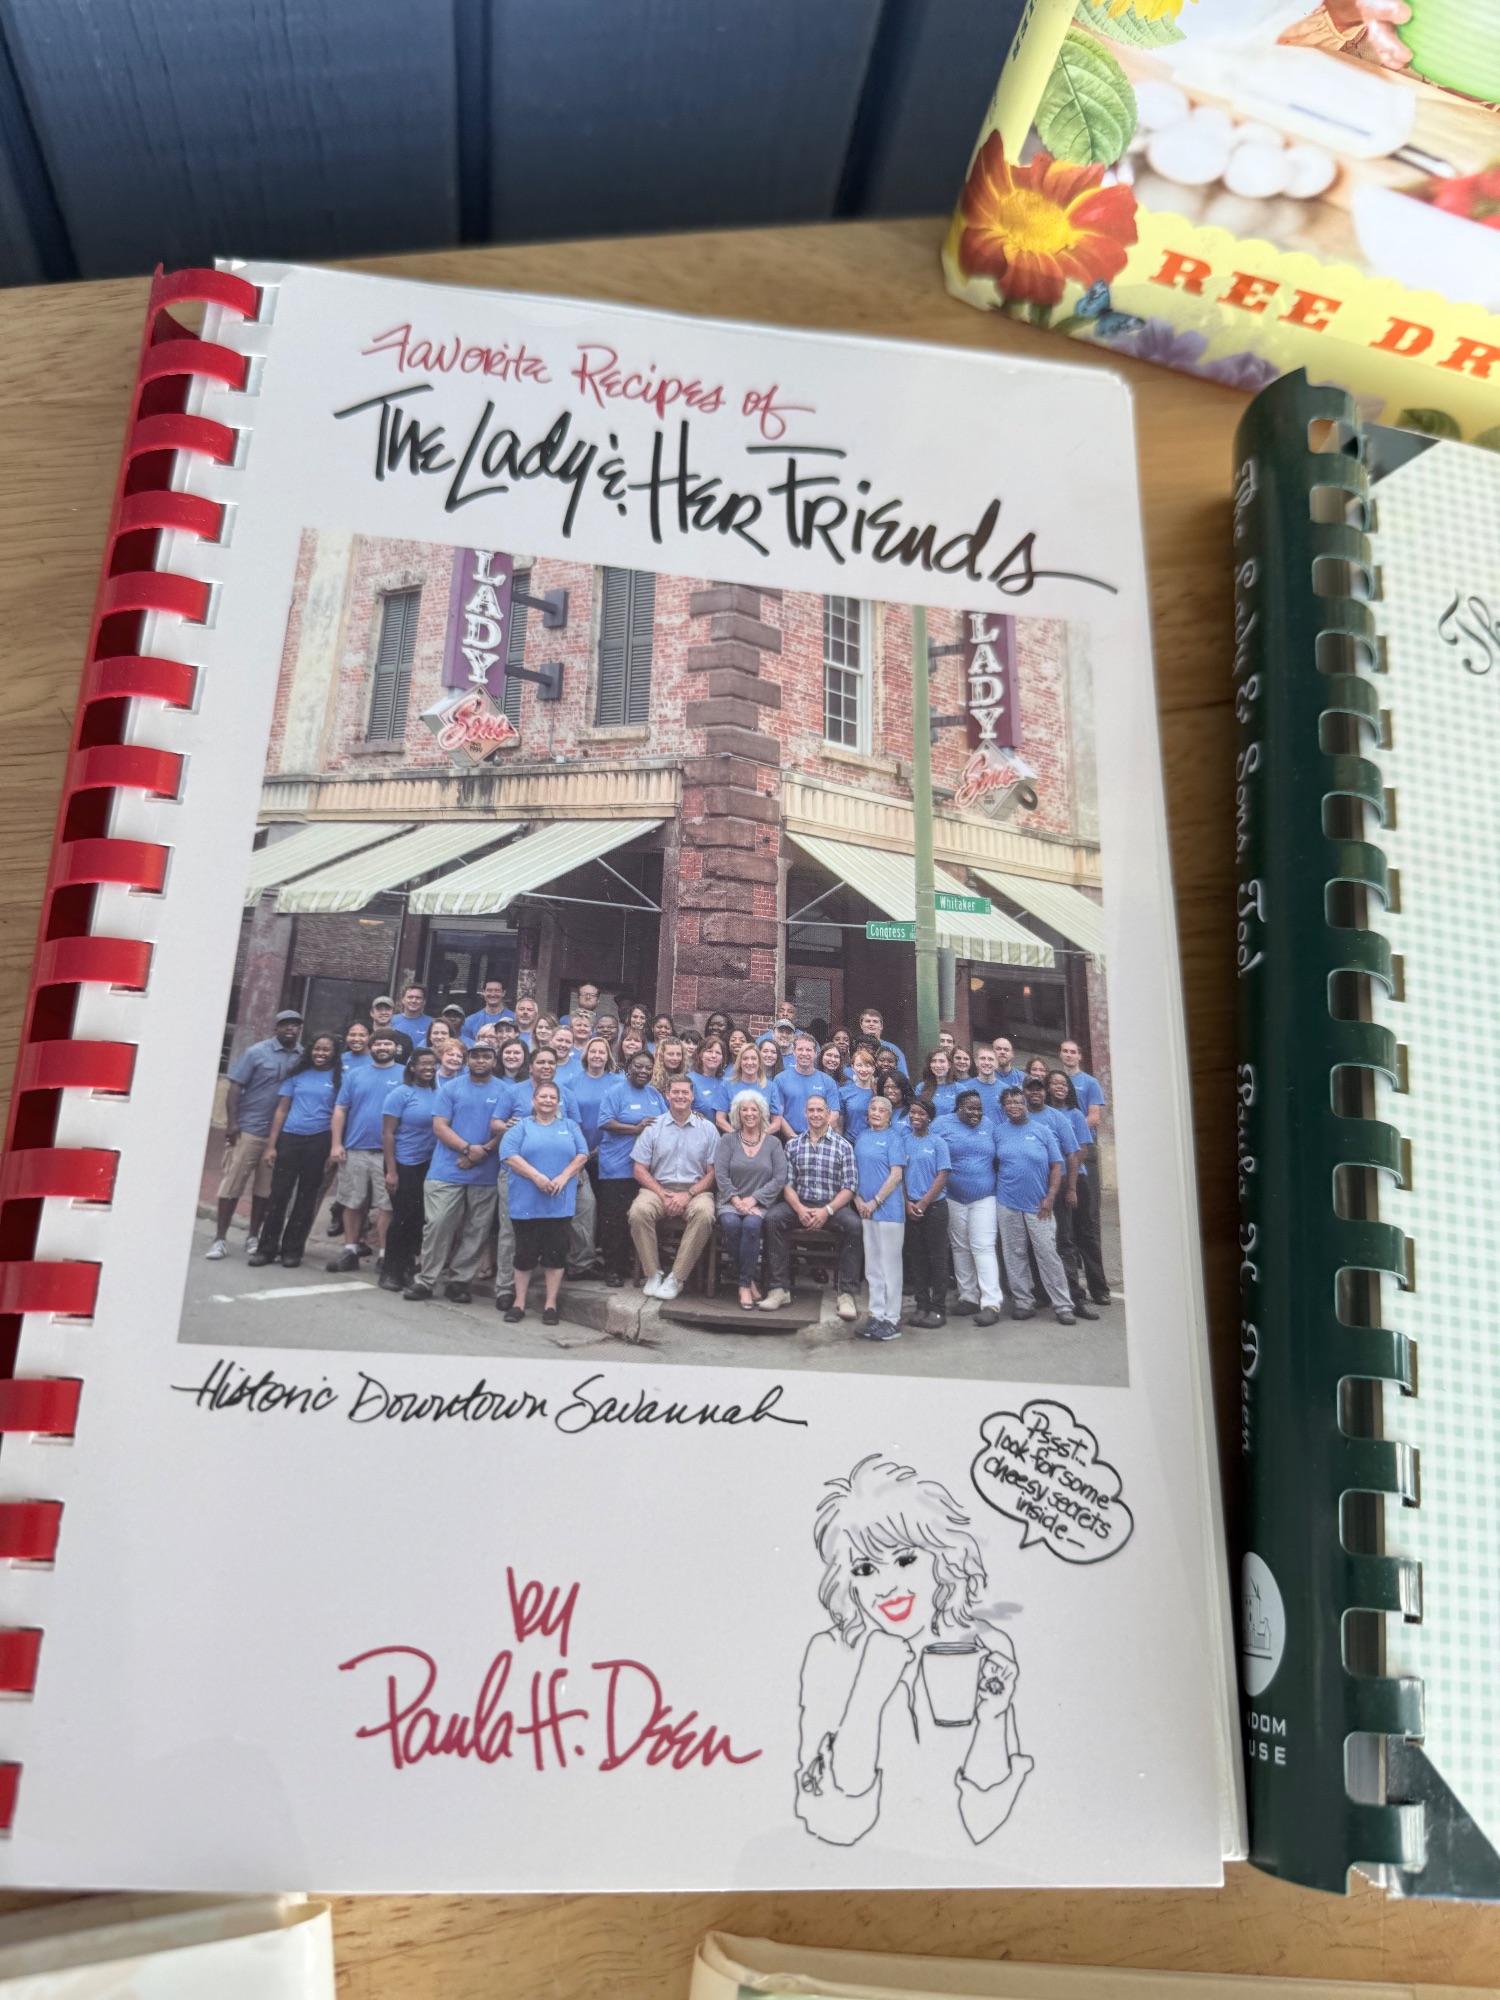 Favorite Recipes of
The Lady & Her Friends
LADY
Sons
LADY
Sons
Whitaker
Congress
Historic Downtown Savannah
Pssst...
look for some
cheesy secrets
inside—
by
Paula H. Deen
REE DR
The Lady & Sons, Too!
Paula H. Deen
DOM
USE
Th